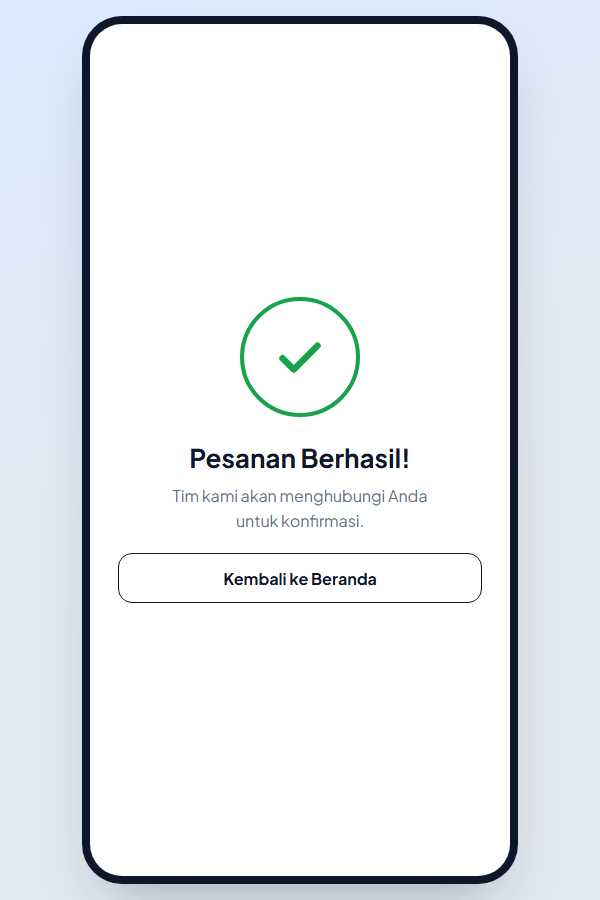 Pesanan Berhasil!
Tim kami akan menghubungi Anda
untuk konfirmasi.
Kembali ke Beranda